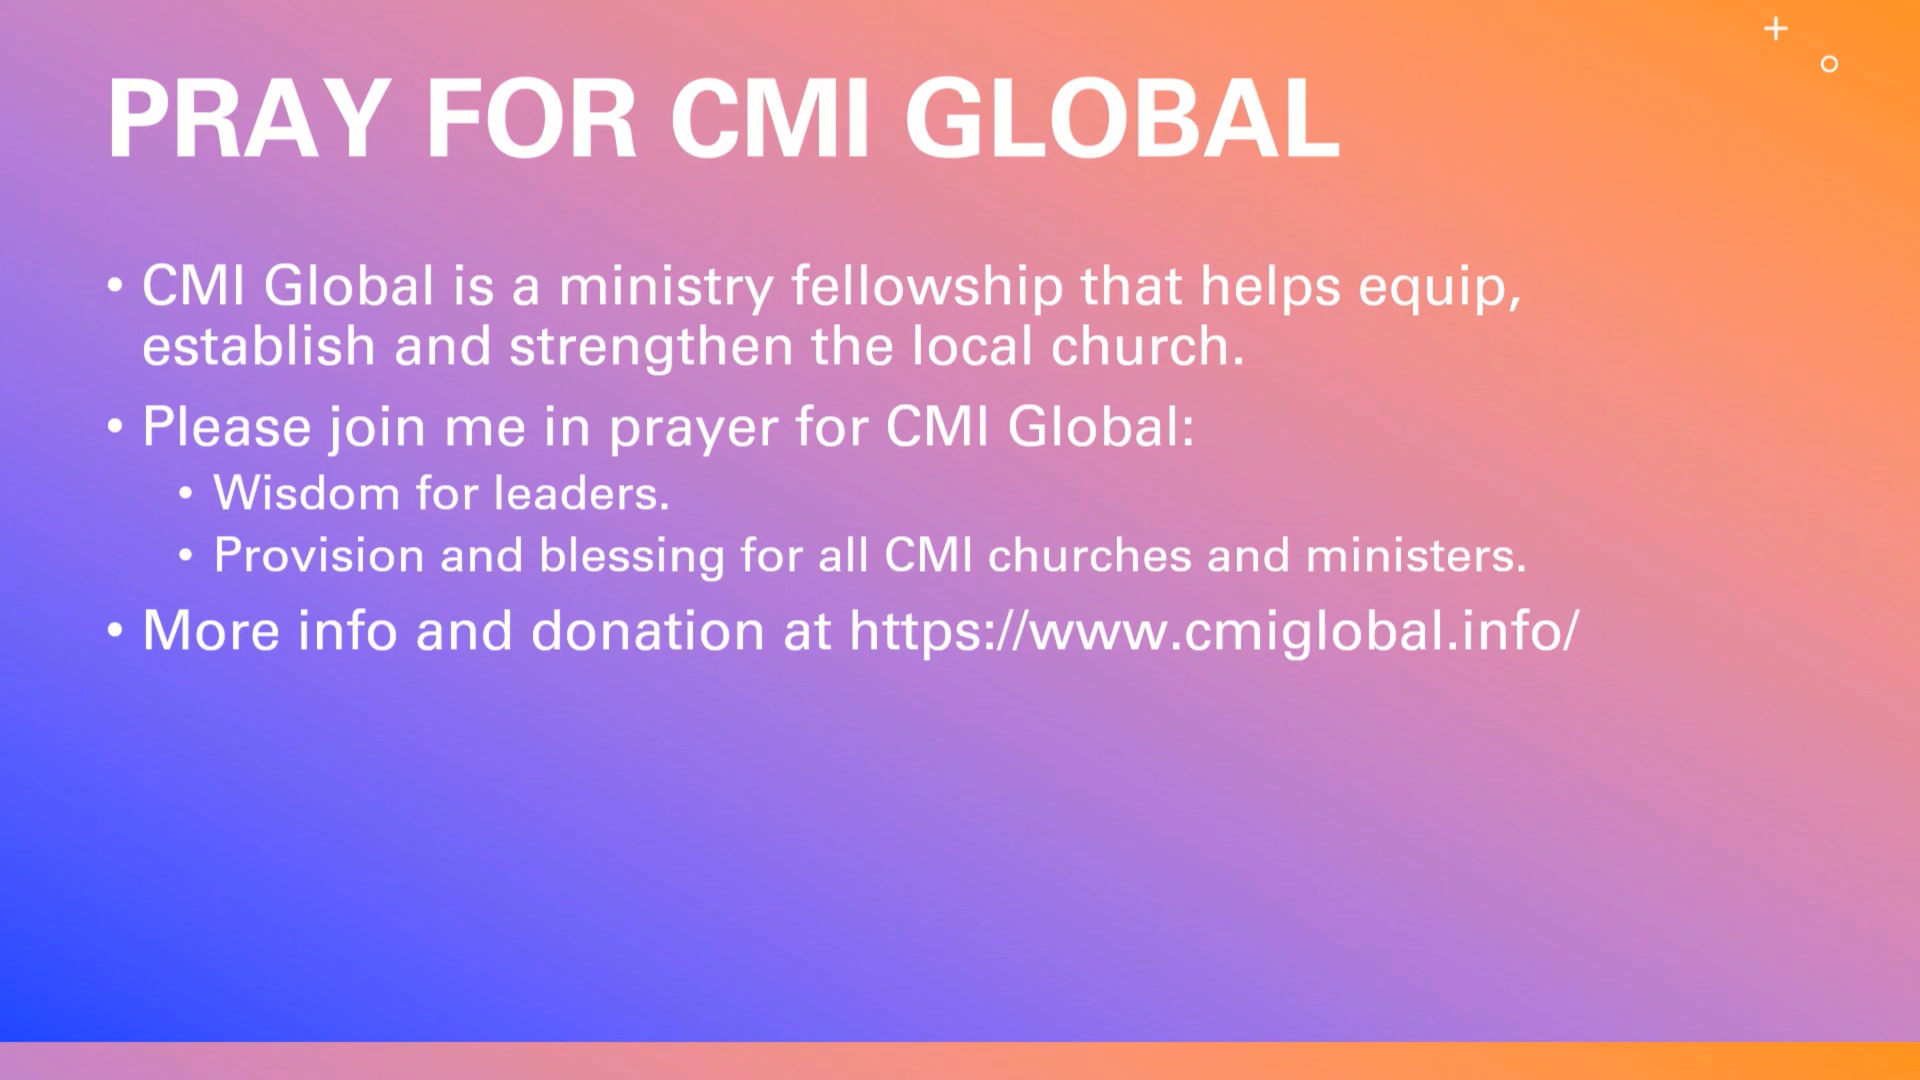 PRAY FOR CMI GLOBAL
• CMI Global is a ministry fellowship that helps equip,
establish and strengthen the local church.
• Please join me in prayer for CMI Global:
• Wisdom for leaders.
• Provision and blessing for all CMI churches and ministers.
• More info and donation at https://www.cmiglobal.info/